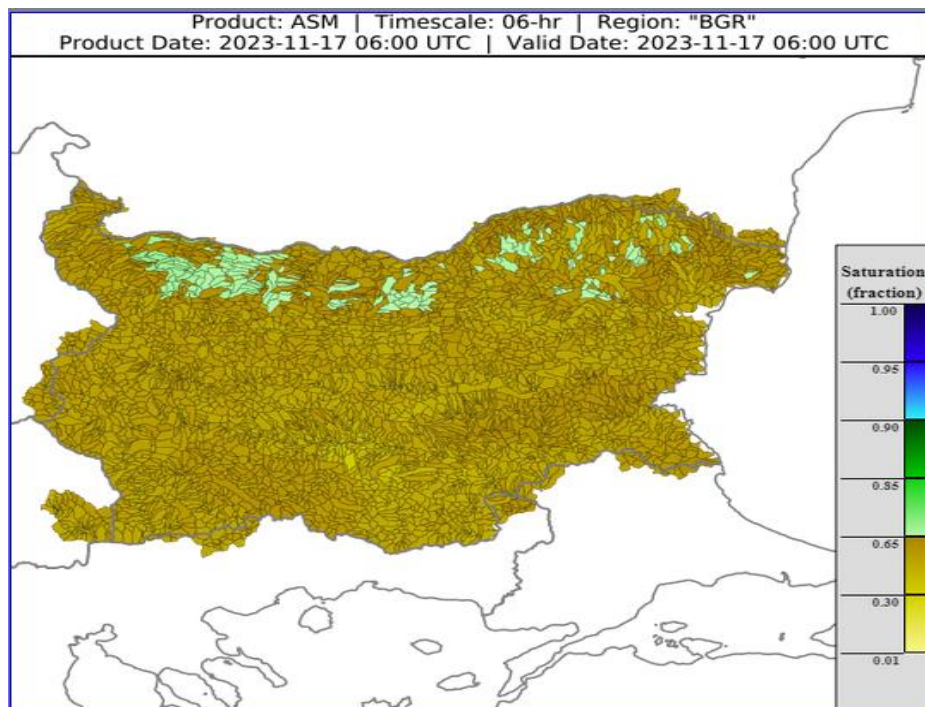 Product: ASM | Timescale: 06-hr | Region: "BGR"
Product Date: 2023-11-17 06:00 UTC | Valid Date: 2023-11-17 06:00 UTC
Saturation
(fraction)
1.00
0.95
0.90
0.85
0.65
0.30
0.01